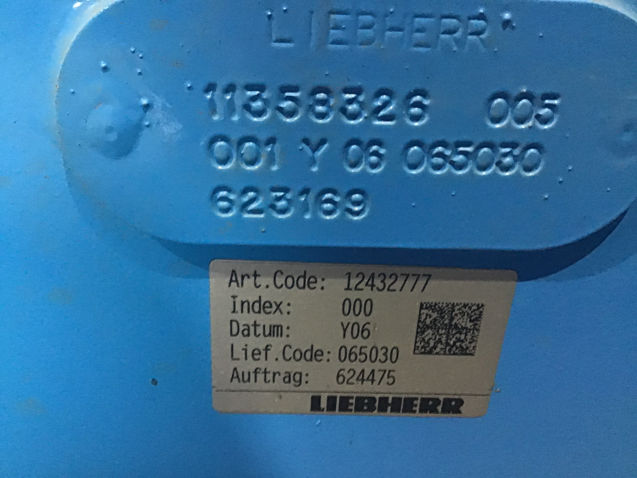 LIEBHERR
11358326 005
001 Y 06 065030
623169
Art.Code: 12432777
Index: 000
Datum: Y06
Lief.Code: 065030
Auftrag: 624475
LIEBHERR